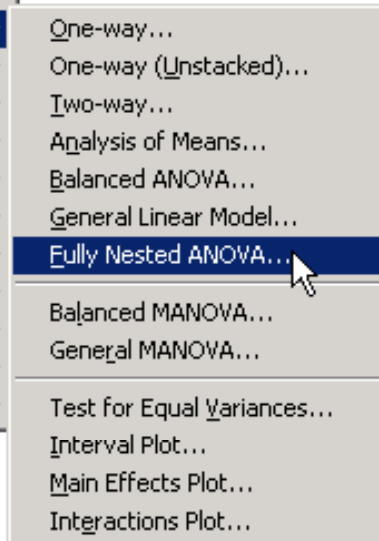 One-way...
One-way (Unstacked)...
Two-way...
Analysis of Means...
Balanced ANOVA...
General Linear Model...
Fully Nested ANOVA...
Balanced MANOVA...
General MANOVA...
Test for Equal Variances...
Interval Plot...
Main Effects Plot...
Interactions Plot...